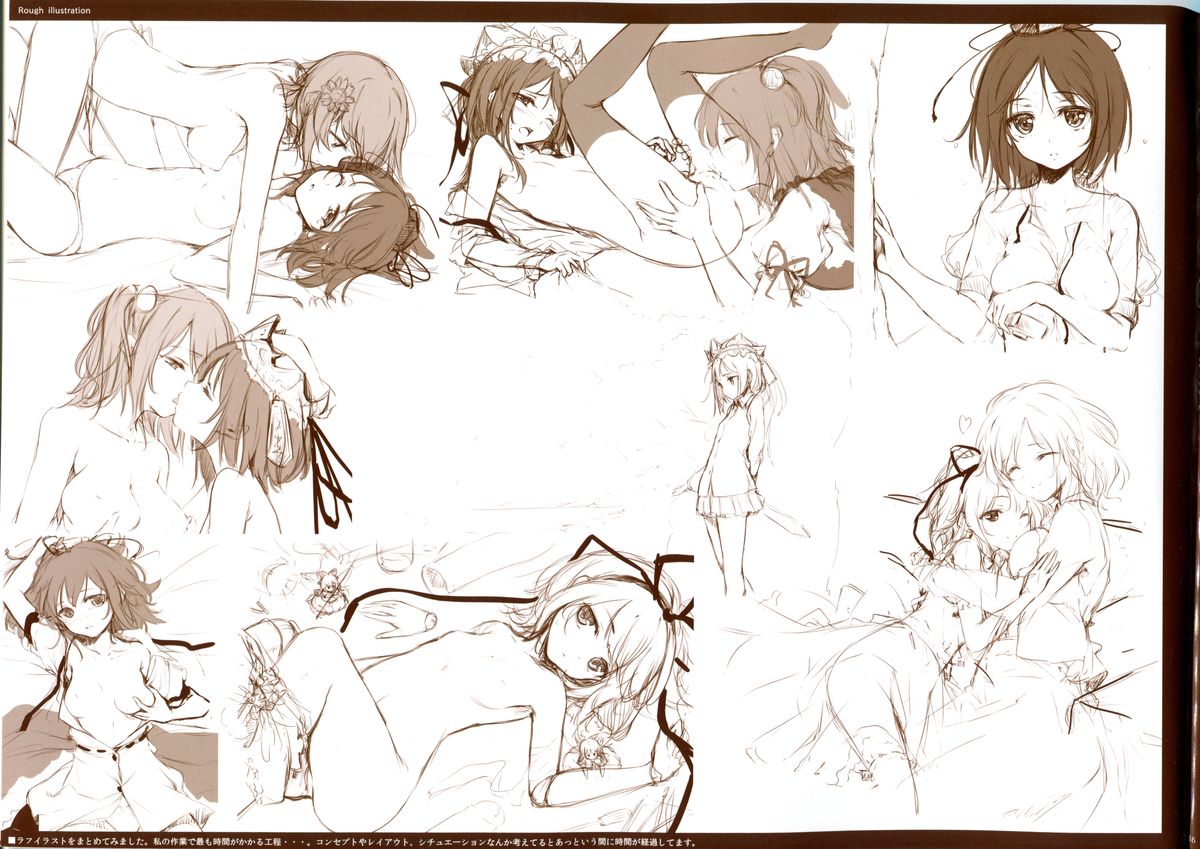 Rough illustration
■ラフイラストをまとめてみました。私の作業で最も時間がかかる工程・・・。コンセプトやレイアウト、シチュエーションなんか考えてるとあっという間に時間が経過してます。